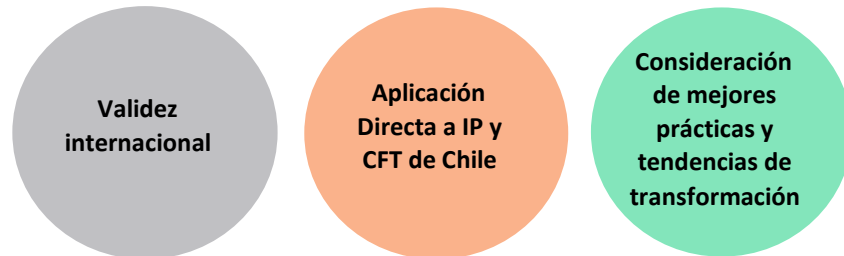 Validez
internacional
Aplicación
Directa a IP y
CFT de Chile
Consideración
de mejores
prácticas y
tendencias de
transformación